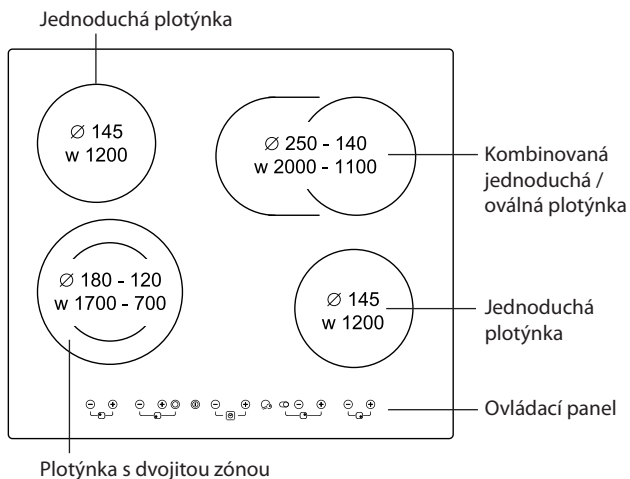 Jednoduchá plotýnka
∅ 145
w 1200
∅ 250 - 140
w 2000 - 1100
Kombinovaná
jednoduchá /
oválná plotýnka
∅ 180 - 120
w 1700 - 700
∅ 145
w 1200
Jednoduchá
plotýnka
Ovládací panel
Plotýnka s dvojitou zónou